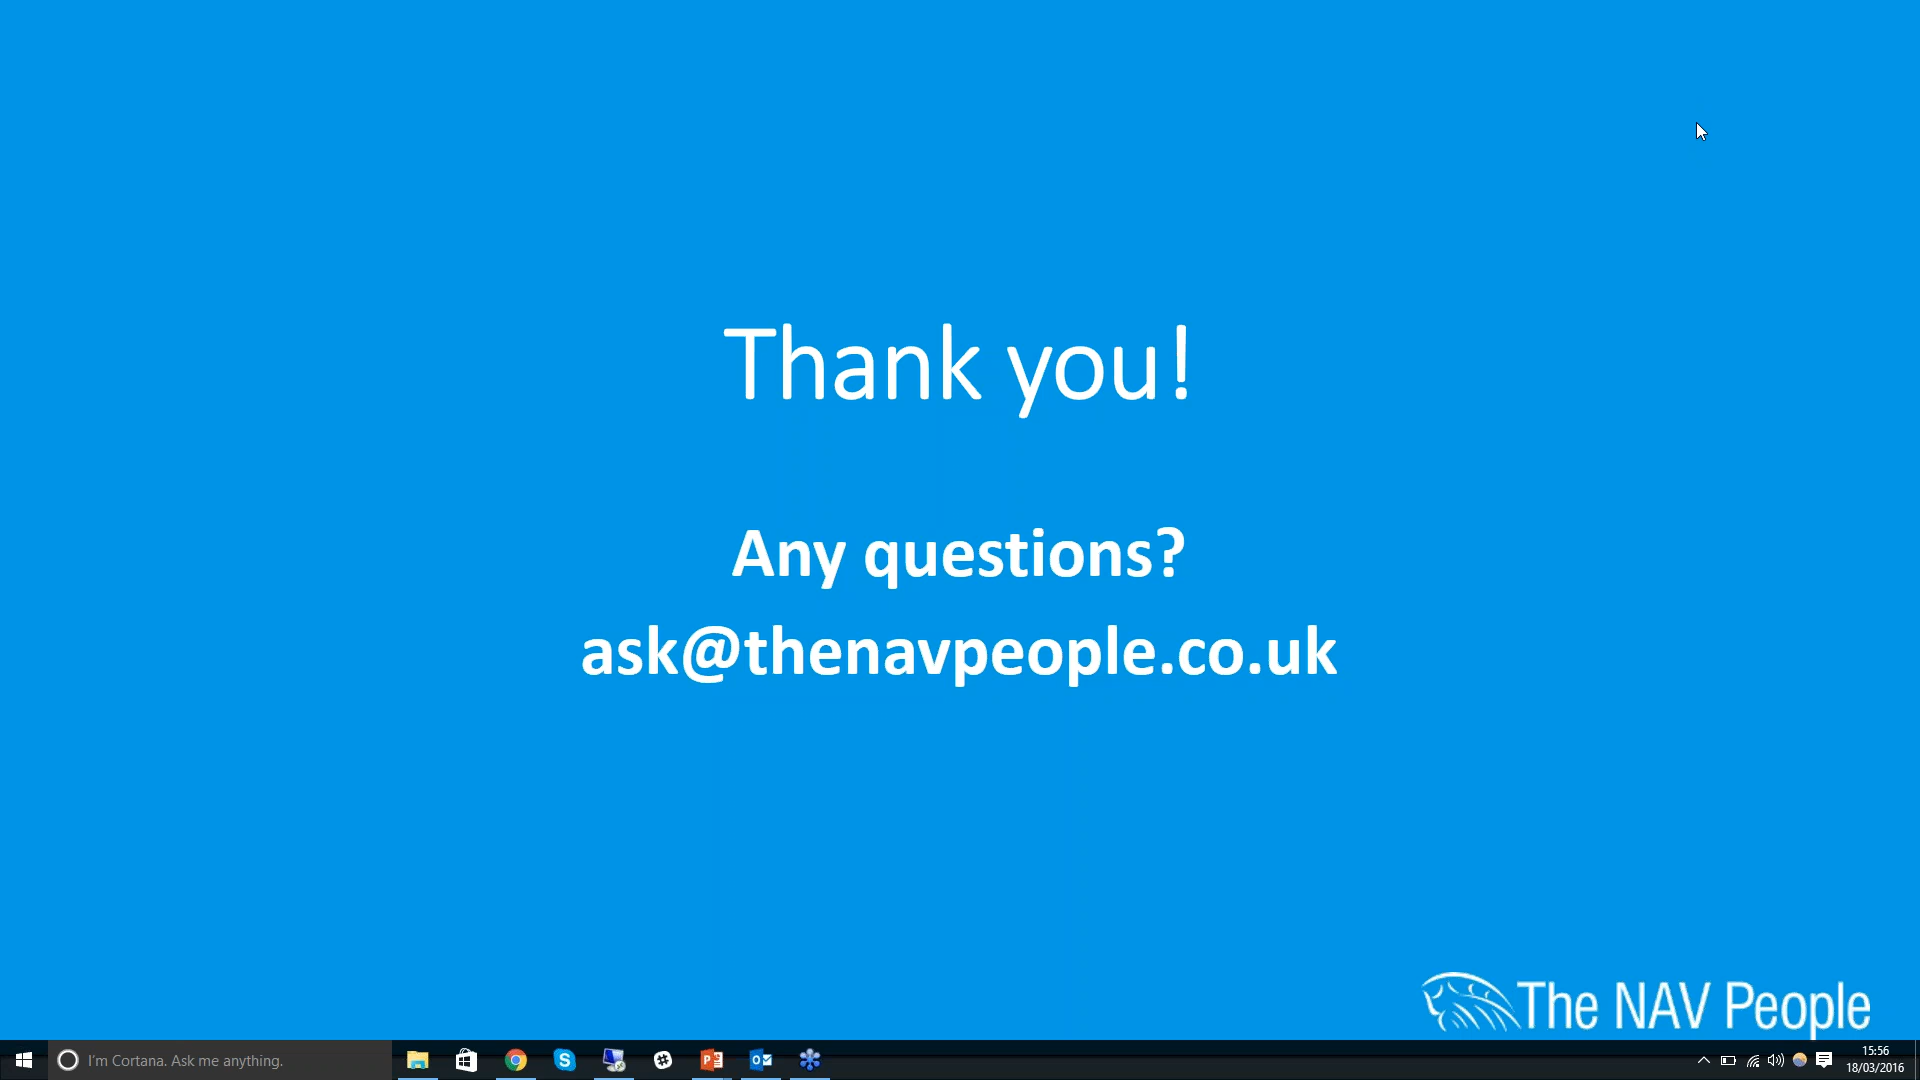 Thank you!
Any questions?
ask@thenavpeople.co.uk
The NAV People
I'm Cortana. Ask me anything.
15:56
18/03/2016